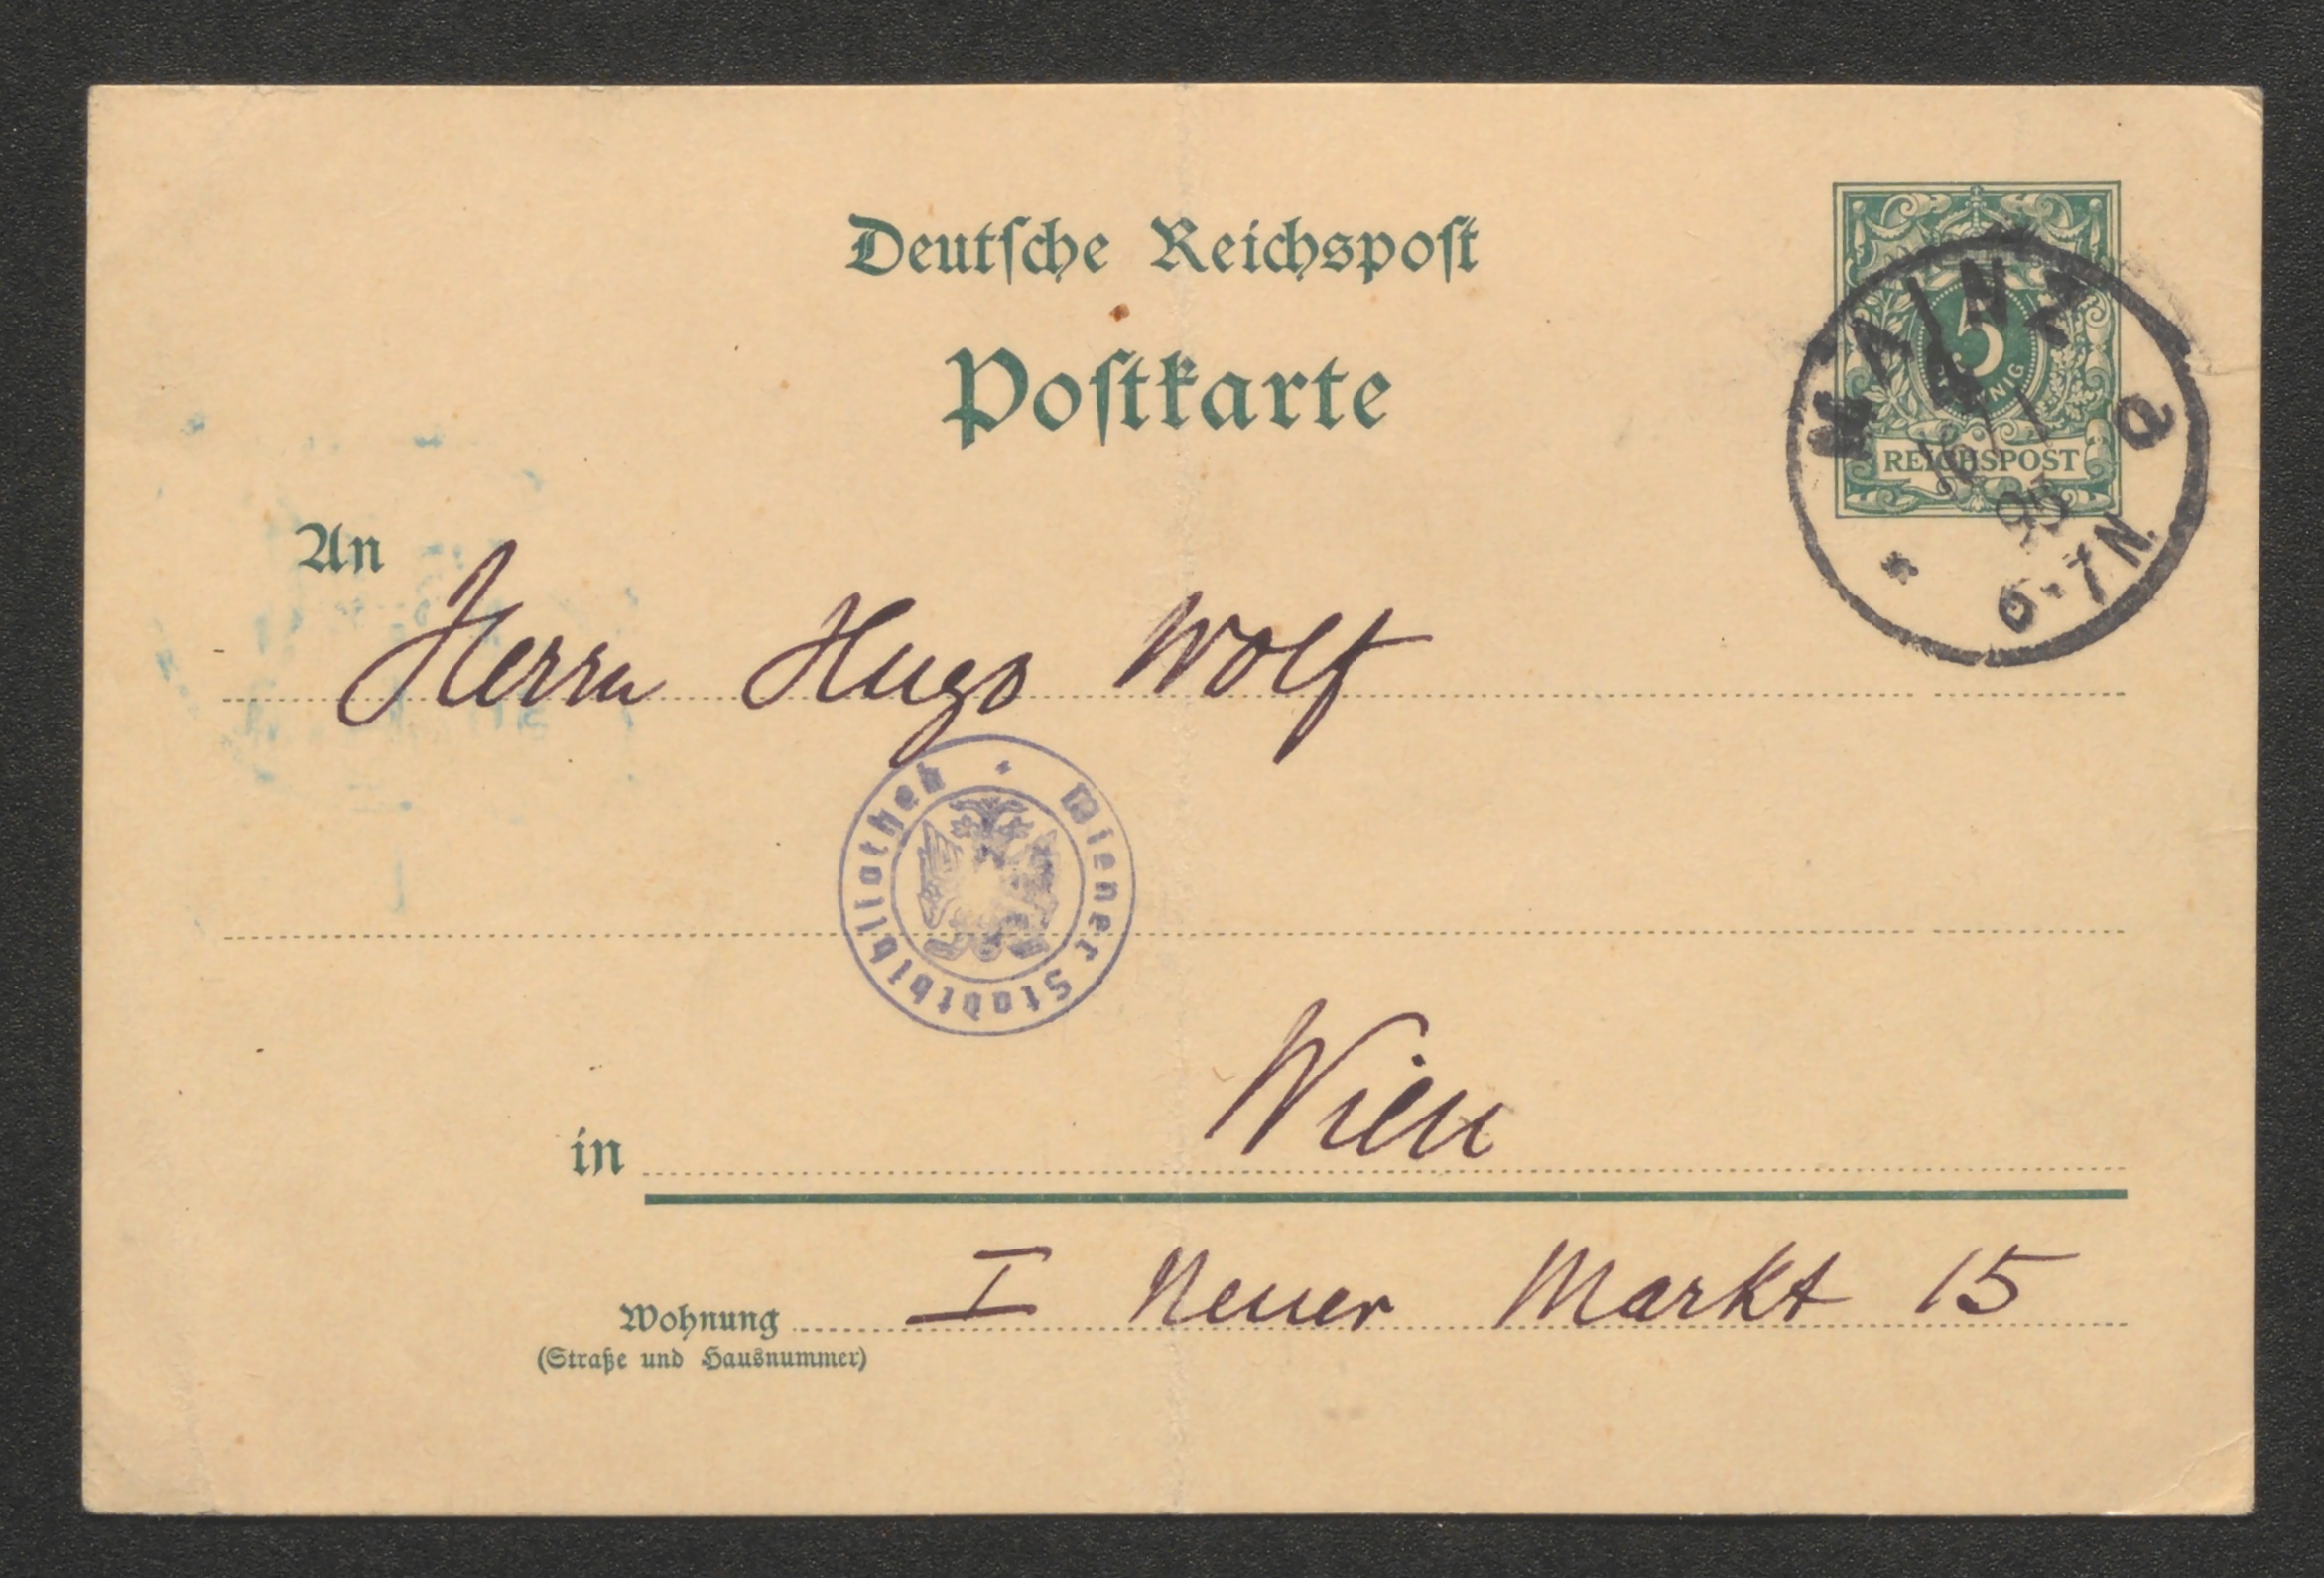 Deutsche Reichspost
Postkarte
5
PFENNIG
REICHSPOST
MAINZ
a
95
6-7N.
*
An Herrn Hugo Wolf
Wiener Stadtbibliothek
in Wien
Wohnung I Neuer Markt 15
(Straße und Hausnummer)